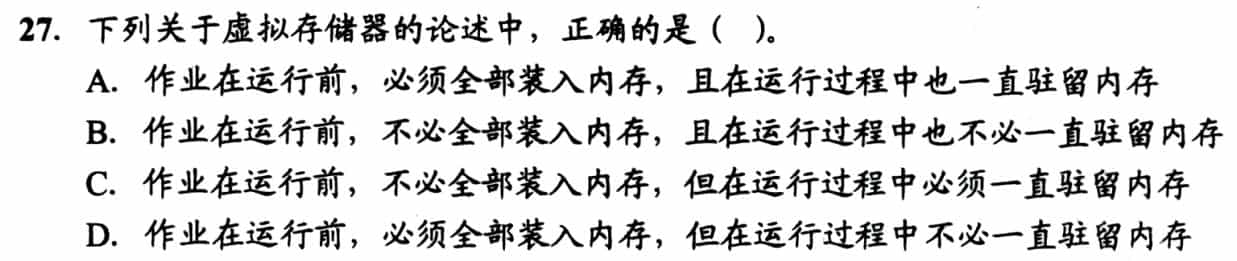 27. 下列关于虚拟存储器的论述中，正确的是（ ）。
A. 作业在运行前，必须全部装入内存，且在运行过程中也一直驻留内存
B. 作业在运行前，不必全部装入内存，且在运行过程中也不必一直驻留内存
C. 作业在运行前，不必全部装入内存，但在运行过程中必须一直驻留内存
D. 作业在运行前，必须全部装入内存，但在运行过程中不必一直驻留内存